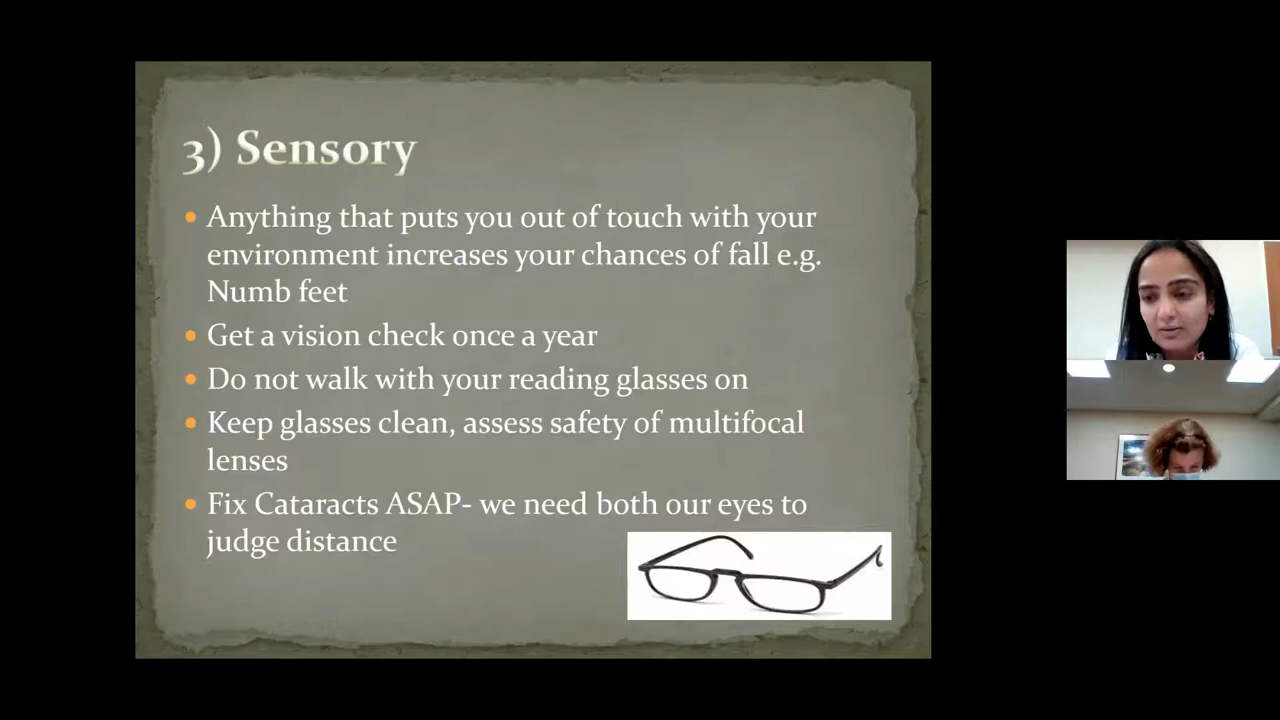 3) Sensory
Anything that puts you out of touch with your
environment increases your chances of fall e.g.
Numb feet
Get a vision check once a year
Do not walk with your reading glasses on
Keep glasses clean, assess safety of multifocal
lenses
Fix Cataracts ASAP- we need both our eyes to
judge distance